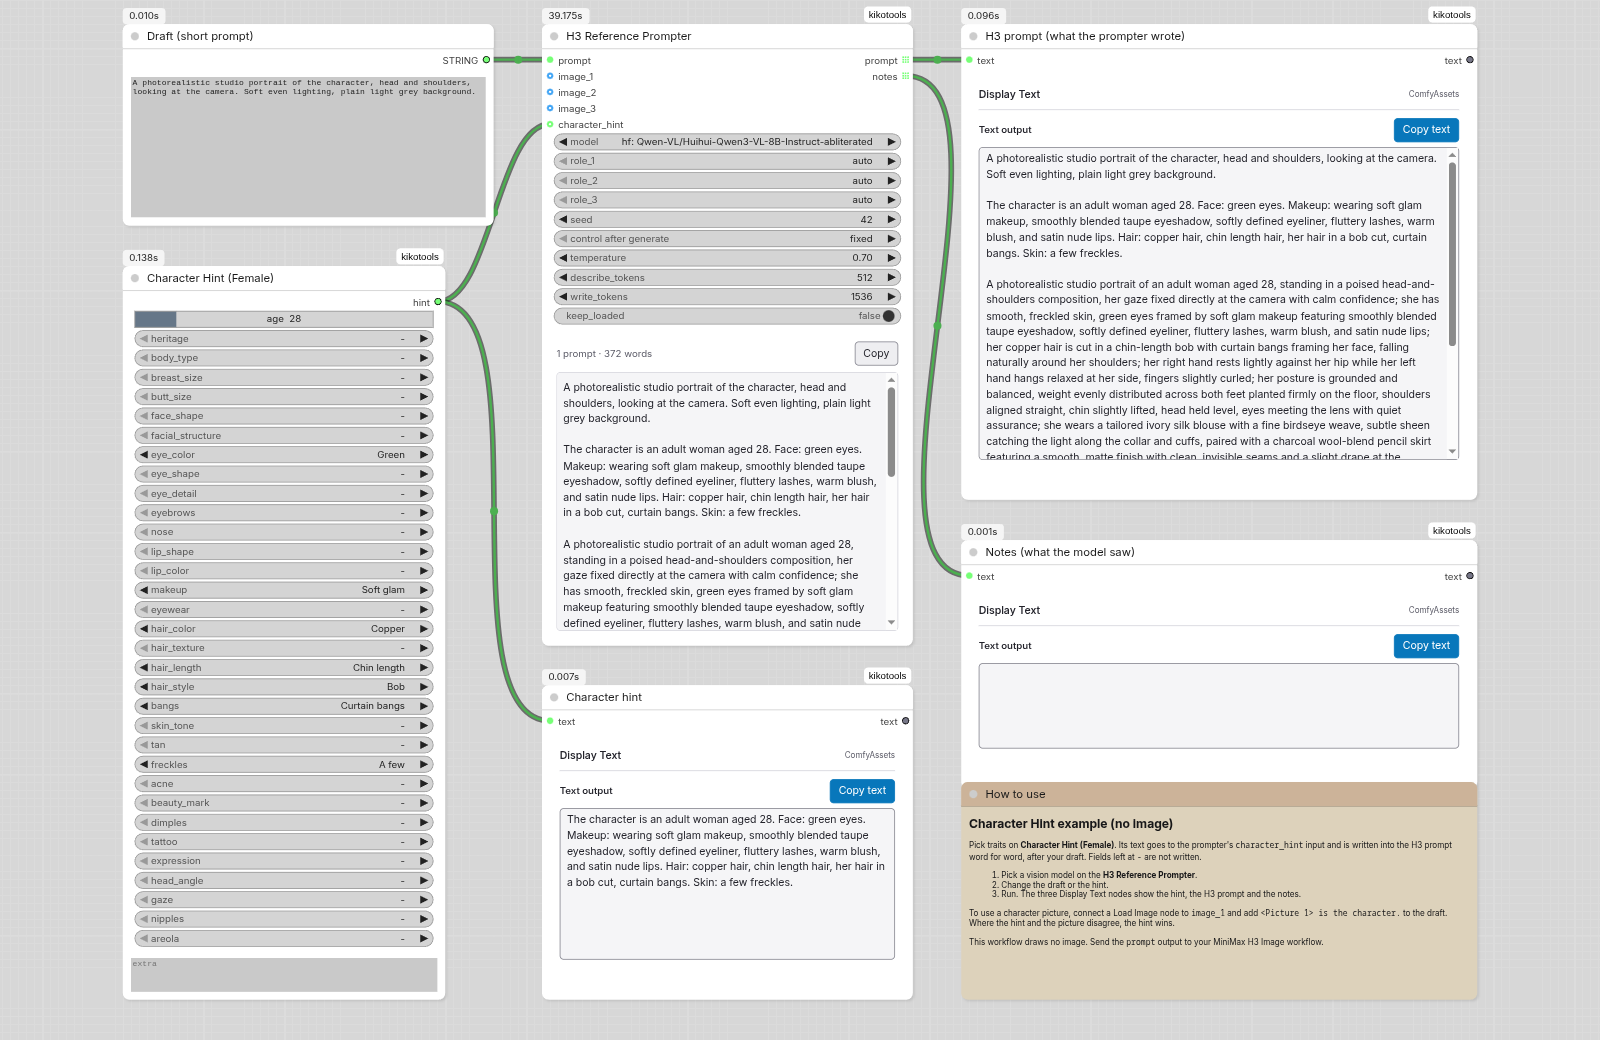 0.010s
Draft (short prompt)
STRING
A photorealistic studio portrait of the character, head and shoulders,
looking at the camera. Soft even lighting, plain light grey background.
0.138s
kikotools
Character Hint (Female)
hint
age 28
heritage -
body_type -
breast_size -
butt_size -
face_shape -
facial_structure -
eye_color Green
eye_shape -
eye_detail -
eyebrows -
nose -
lip_shape -
lip_color -
makeup Soft glam
eyewear -
hair_color Copper
hair_texture -
hair_length Chin length
hair_style Bob
bangs Curtain bangs
skin_tone -
tan -
freckles A few
acne -
beauty_mark -
dimples -
tattoo -
expression -
head_angle -
gaze -
nipples -
areola -
extra
39.175s
kikotools
H3 Reference Prompter
prompt prompt
image_1 notes
image_2
image_3
character_hint
model hf: Qwen-VL/Huihui-Qwen3-VL-8B-Instruct-abliterated
role_1 auto
role_2 auto
role_3 auto
seed 42
control after generate fixed
temperature 0.70
describe_tokens 512
write_tokens 1536
keep_loaded false
1 prompt · 372 words
Copy
A photorealistic studio portrait of the character, head and
shoulders, looking at the camera. Soft even lighting, plain light
grey background.
The character is an adult woman aged 28. Face: green eyes.
Makeup: wearing soft glam makeup, smoothly blended taupe
eyeshadow, softly defined eyeliner, fluttery lashes, warm blush,
and satin nude lips. Hair: copper hair, chin length hair, her hair
in a bob cut, curtain bangs. Skin: a few freckles.
A photorealistic studio portrait of an adult woman aged 28,
standing in a poised head-and-shoulders composition, her
gaze fixed directly at the camera with calm confidence; she
has smooth, freckled skin, green eyes framed by soft glam
makeup featuring smoothly blended taupe eyeshadow, softly
defined eyeliner, fluttery lashes, warm blush, and satin nude
0.007s
kikotools
Character hint
text text
Display Text
ComfyAssets
Text output
Copy text
The character is an adult woman aged 28. Face: green eyes.
Makeup: wearing soft glam makeup, smoothly blended taupe
eyeshadow, softly defined eyeliner, fluttery lashes, warm blush,
and satin nude lips. Hair: copper hair, chin length hair, her hair in
a bob cut, curtain bangs. Skin: a few freckles.
0.096s
kikotools
H3 prompt (what the prompter wrote)
text text
Display Text
ComfyAssets
Text output
Copy text
A photorealistic studio portrait of the character, head and shoulders, looking at the camera.
Soft even lighting, plain light grey background.
The character is an adult woman aged 28. Face: green eyes. Makeup: wearing soft glam
makeup, smoothly blended taupe eyeshadow, softly defined eyeliner, fluttery lashes, warm
blush, and satin nude lips. Hair: copper hair, chin length hair, her hair in a bob cut, curtain
bangs. Skin: a few freckles.
A photorealistic studio portrait of an adult woman aged 28, standing in a poised head-and-
shoulders composition, her gaze fixed directly at the camera with calm confidence; she has
smooth, freckled skin, green eyes framed by soft glam makeup featuring smoothly blended
taupe eyeshadow, softly defined eyeliner, fluttery lashes, warm blush, and satin nude lips;
her copper hair is cut in a chin-length bob with curtain bangs framing her face, falling
naturally around her shoulders; her right hand rests lightly against her hip while her left
hand hangs relaxed at her side, fingers slightly curled; her posture is grounded and
balanced, weight evenly distributed across both feet planted firmly on the floor, shoulders
aligned straight, chin slightly lifted, head held level, eyes meeting the lens with quiet
assurance; she wears a tailored ivory silk blouse with a fine birdseye weave, subtle sheen
catching the light along the collar and cuffs, paired with a charcoal wool-blend pencil skirt
featuring a smooth, matte finish with clean, invisible seams and a slight drape at the
0.001s
kikotools
Notes (what the model saw)
text text
Display Text
ComfyAssets
Text output
Copy text
How to use
Character Hint example (no image)
Pick traits on Character Hint (Female). Its text goes to the prompter's character_hint input and is written into the H3 prompt
word for word, after your draft. Fields left at - are not written.
1. Pick a vision model on the H3 Reference Prompter.
2. Change the draft or the hint.
3. Run. The three Display Text nodes show the hint, the H3 prompt and the notes.
To use a character picture, connect a Load Image node to image_1 and add <Picture 1> is the character. to the draft.
Where the hint and the picture disagree, the hint wins.
This workflow draws no image. Send the prompt output to your MiniMax H3 Image workflow.